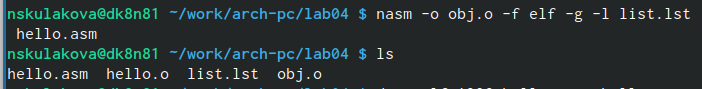 nskulakova@dk8n81 ~/work/arch-pc/lab04 $ nasm -o obj.o -f elf -g -l list.lst
hello.asm
nskulakova@dk8n81 ~/work/arch-pc/lab04 $ ls
hello.asm  hello.o  list.lst  obj.o